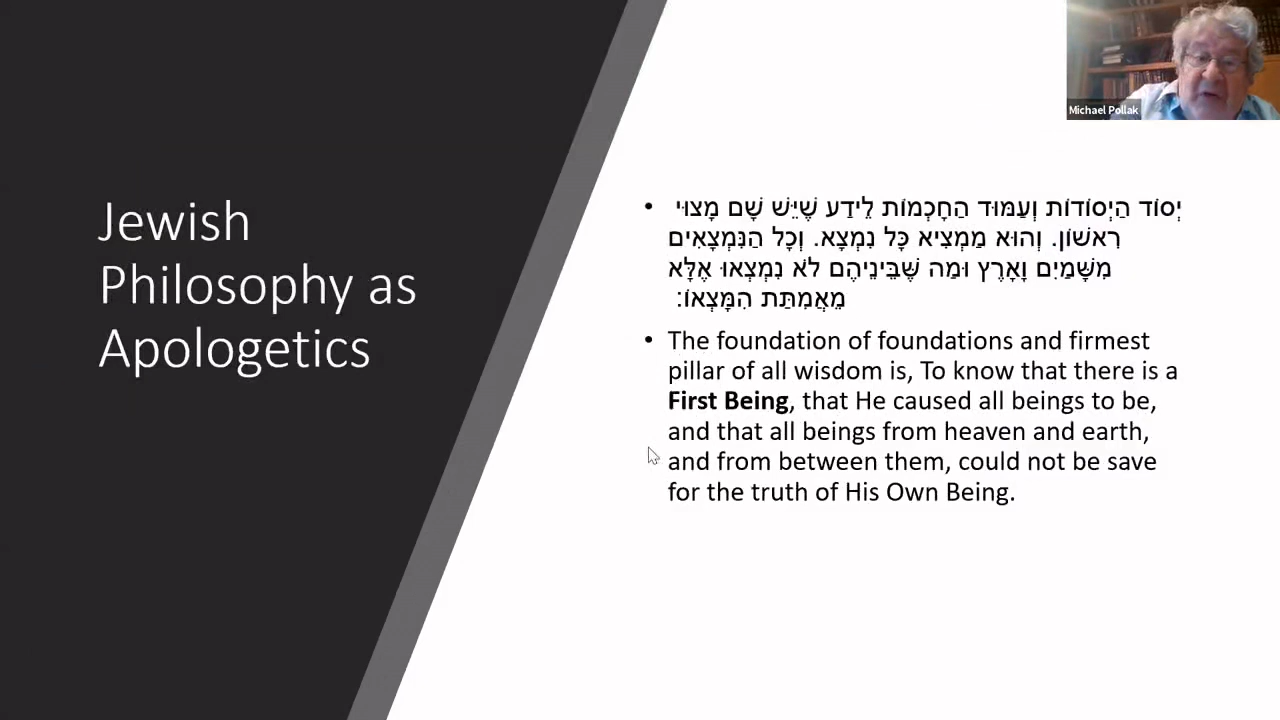 Jewish
Philosophy as
Apologetics
Michael Pollak
• יְסוֹד הַיְסוֹדוֹת וְעַמּוּד הַחָכְמוֹת לֵידַע שֶׁיֵּשׁ שָׁם מָצוּי
רִאשׁוֹן. וְהוּא מַמְצִיא כָּל נִמְצָא. וְכָל הַנִּמְצָאִים
מִשָּׁמַיִם וָאָרֶץ וּמַה שֶּׁבֵּינֵיהֶם לֹא נִמְצְאוּ אֶלָּא
מֵאֲמִתַּת הִמָּצְאוֹ:
• The foundation of foundations and firmest
pillar of all wisdom is, To know that there is a
First Being, that He caused all beings to be,
and that all beings from heaven and earth,
and from between them, could not be save
for the truth of His Own Being.